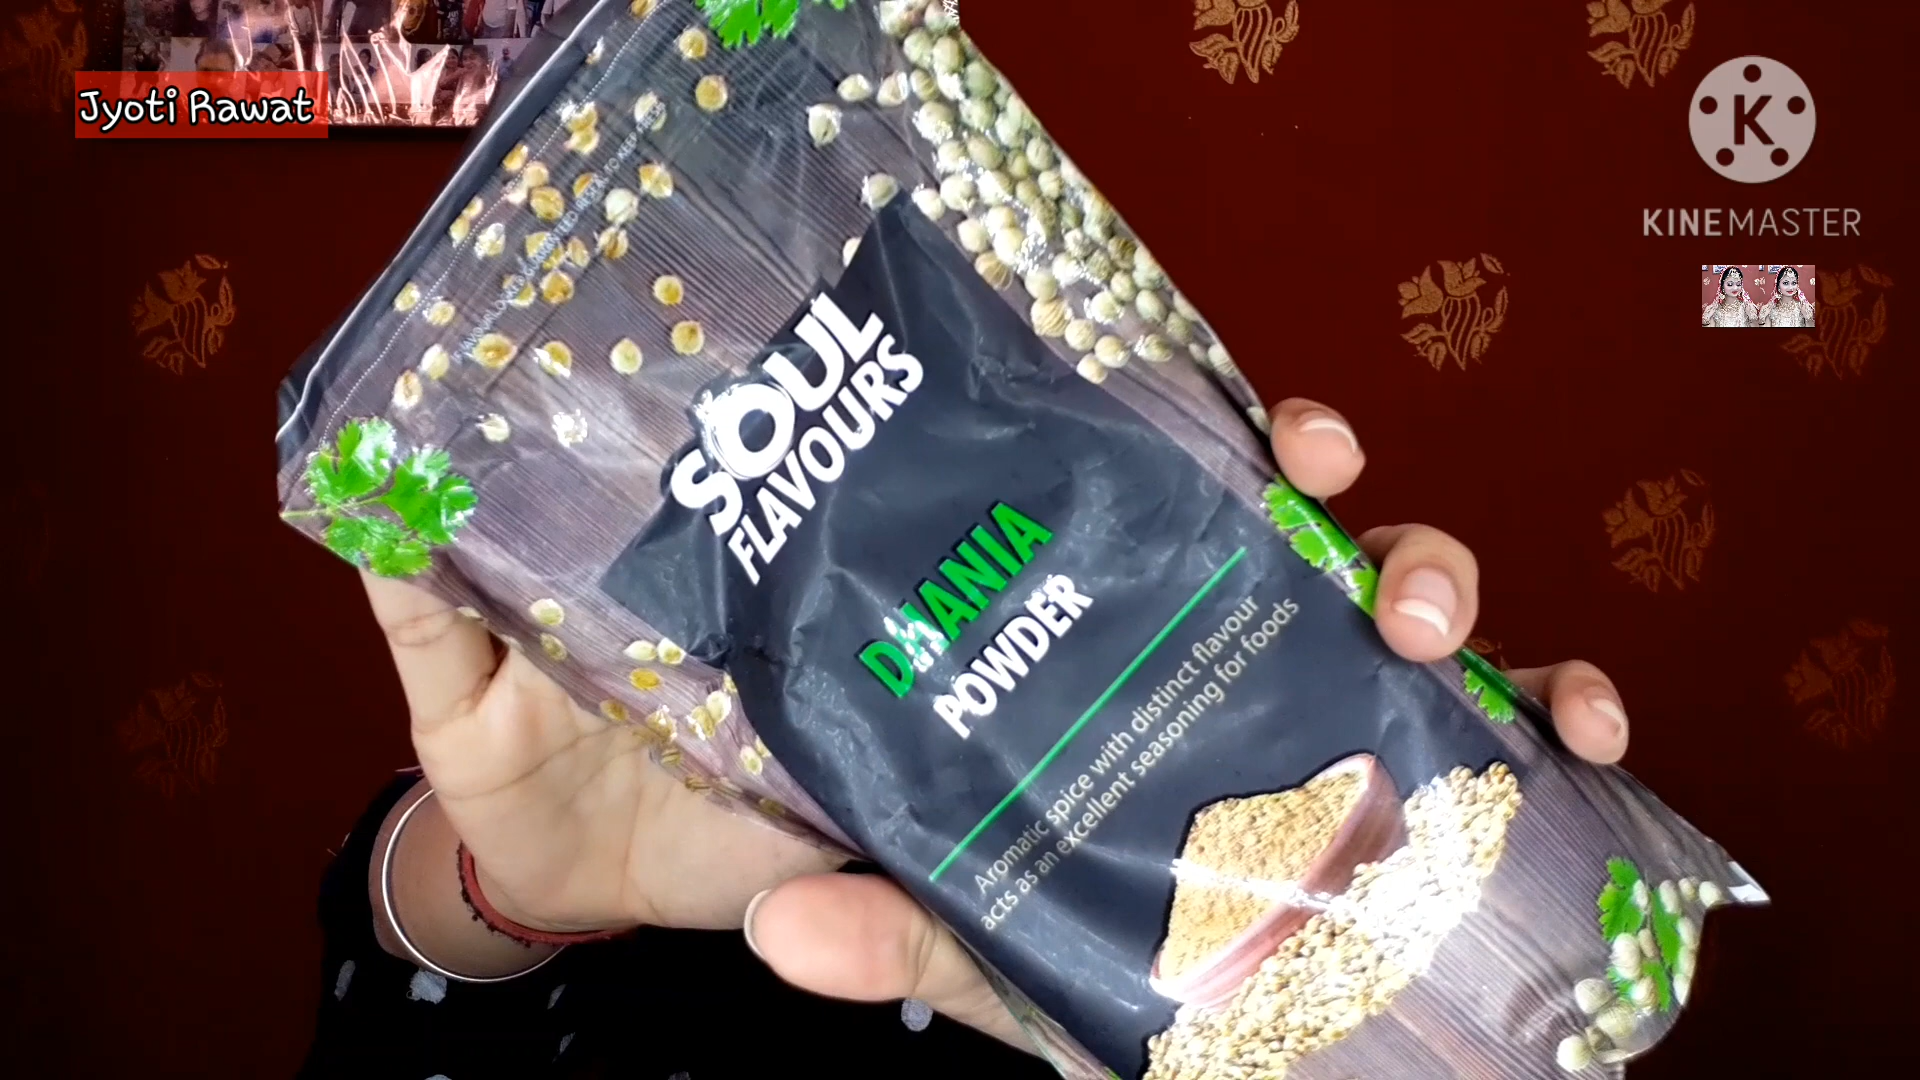 Jyoti Rawat
K
KINEMASTER
SOUL
FLAVOURS
DHANIA
POWDER
Aromatic spice with distinct flavour
acts as an excellent seasoning for foods